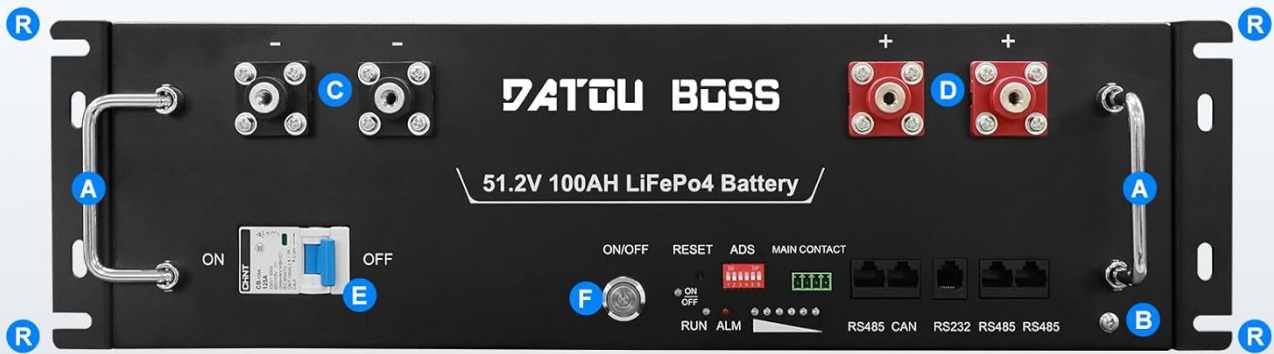 R
R
- -
+ +
C
D
DATOU BOSS
A
A
51.2V 100AH LiFePo4 Battery
ON
CHNT
125A
OFF
E
ON/OFF
F
RESET
ADS
MAIN CONTACT
ON
OFF
RUN
ALM
RS485 CAN RS232 RS485 RS485
B
R
R